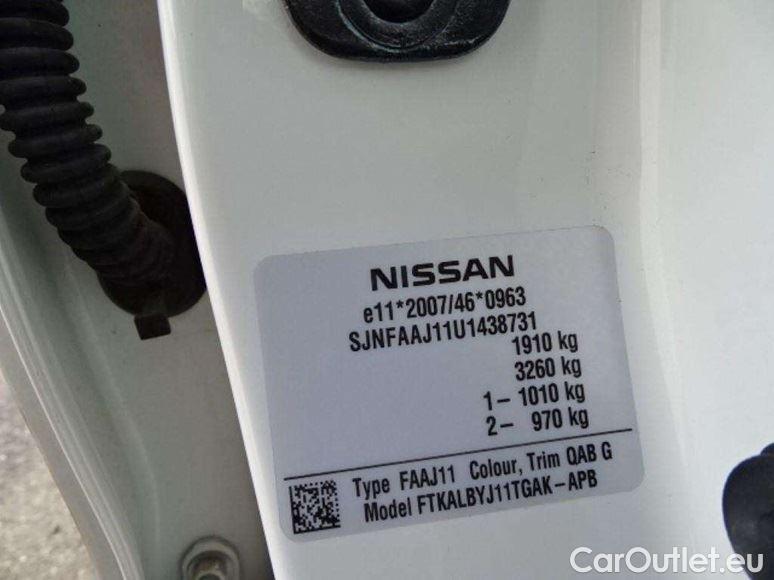 NISSAN
e11*2007/46*0963
SJNFAAJ11U1438731
1910 kg
3260 kg
1– 1010 kg
2– 970 kg
Type FAAJ11 Colour, Trim QAB G
Model FTKALBYJ11TGAK–APB
CarOutlet.eu